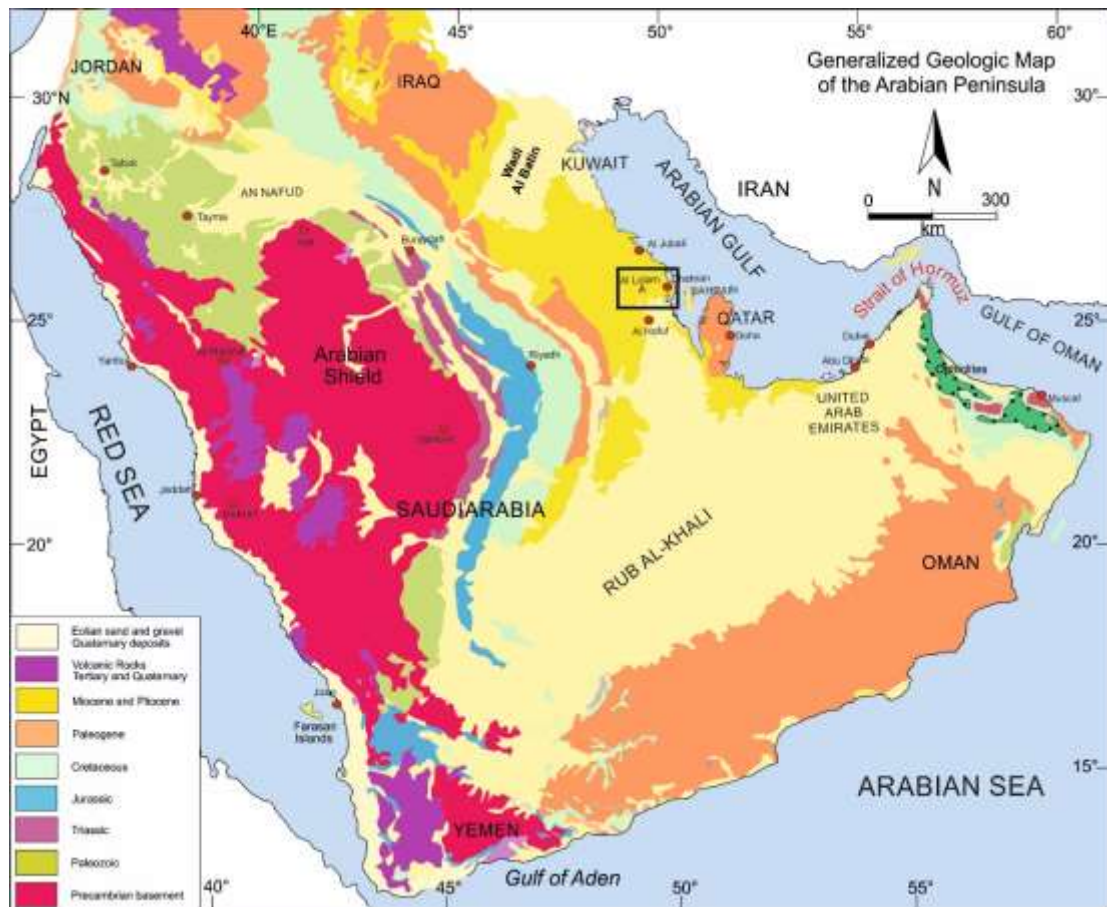 40°E
45°
50°
55°
60°
JORDAN
IRAQ
Generalized Geologic Map
of the Arabian Peninsula
30°N
30°
Wadi
Al Batin
KUWAIT
ARABIAN GULF
IRAN
N
0
300
km
Tabuk
AN NAFUD
Tayma
Buraydah
Al Jubail
Dhahran
BAHRAIN
Strait of Hormuz
GULF OF OMAN
25°
25°
QATAR
Doha
Al Hofuf
Dubai
Abu Dhabi
Ophiolites
Muscat
UNITED
ARAB
EMIRATES
Arabian
Shield
Riyadh
Yanbu
EGYPT
RED SEA
Jeddah
SAUDIARABIA
RUB AL-KHALI
OMAN
20°
20°
Farasan
Islands
15°
YEMEN
ARABIAN SEA
Gulf of Aden
40°
45°
50°
55°
Eolian sand and gravel
Quaternary deposits
Volcanic Rocks
Tertiary and Quaternary
Miocene and Pliocene
Paleogene
Cretaceous
Jurassic
Triassic
Paleozoic
Precambrian basement